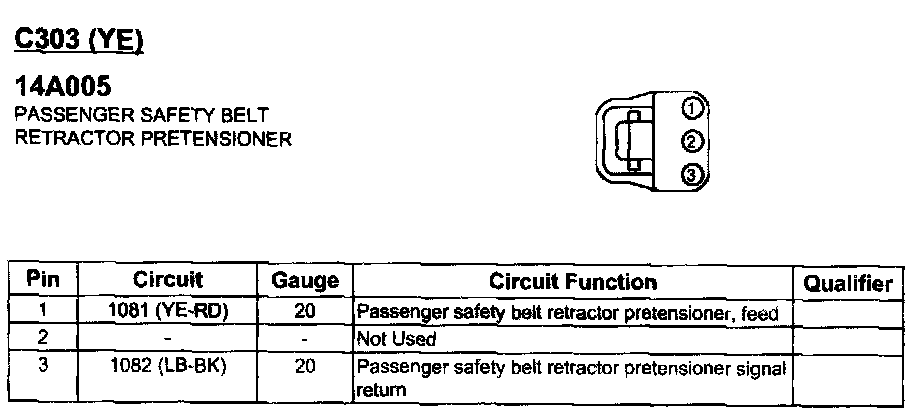 C303 (YE)
14A005
PASSENGER SAFETY BELT
RETRACTOR PRETENSIONER
1
2
3
Pin Circuit Gauge Circuit Function Qualifier
1 1081 (YE-RD) 20 Passenger safety belt retractor pretensioner, feed
2 - - Not Used
3 1082 (LB-BK) 20 Passenger safety belt retractor pretensioner signal
return